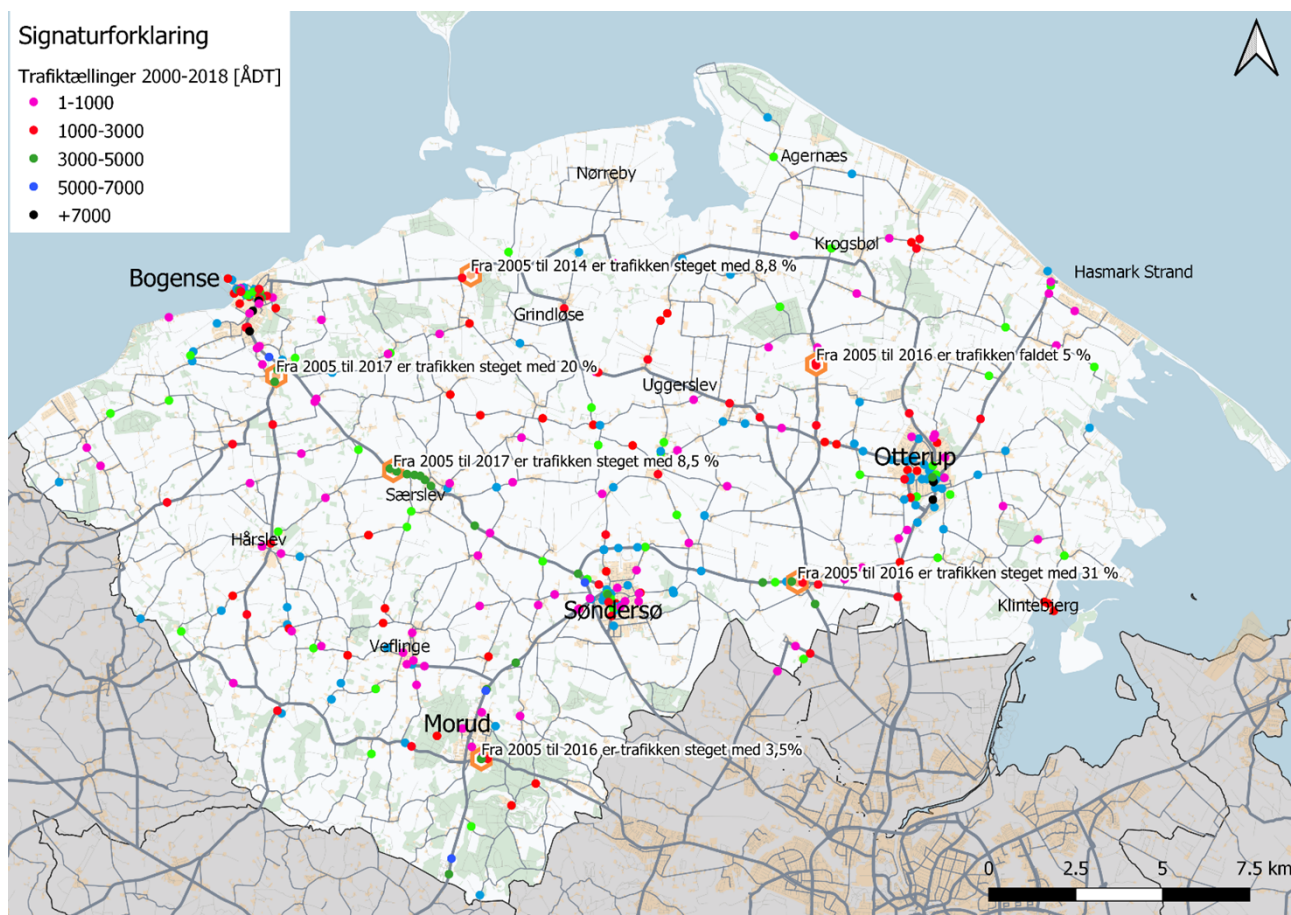 Signaturforklaring
Trafiktællinger 2000-2018 [ÅDT]
1-1000
1000-3000
3000-5000
5000-7000
+7000
Agernæs
Nørreby
Krogsbøl
Hasmark Strand
Bogense
Fra 2005 til 2014 er trafikken steget med 8,8 %
Grindløse
Fra 2005 til 2016 er trafikken faldet 5 %
Fra 2005 til 2017 er trafikken steget med 20 %
Uggerslev
Otterup
Fra 2005 til 2017 er trafikken steget med 8,5 %
Særslev
Hårslev
Fra 2005 til 2016 er trafikken steget med 31 %
Søndersø
Klintebjerg
Veflinge
Morud
Fra 2005 til 2016 er trafikken steget med 3,5%
0 2.5 5 7.5 km